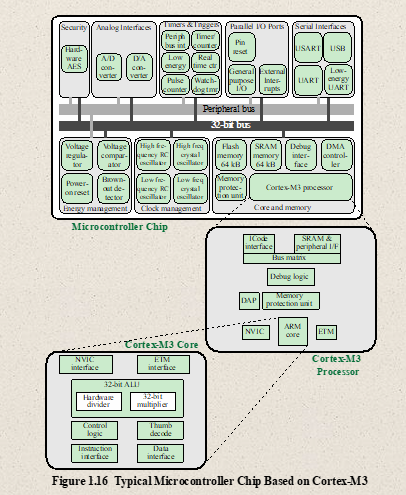 Security
Analog Interfaces
Timers & Triggers
Parallel I/O Ports
Serial Interfaces
Hard-
ware
AES
A/D
con-
verter
D/A
con-
verter
Periph
bus int
Timer/
counter
Low
energy
Real
time ctr
Pulse
counter
Watch-
dog tmr
Pin
reset
General
purpose
I/O
External
Inter-
rupts
USART
USB
UART
Low-
energy
UART
Peripheral bus
32-bit bus
Voltage
regula-
tor
Voltage
compar-
ator
Power-
on reset
Brown-
out de-
tector
Energy management
High fre-
quency RC
oscillator
High freq
crystal
oscillator
Low fre-
quency RC
oscillator
Low freq
crystal
oscillator
Clock management
Flash
memory
64 kB
SRAM
memory
64 kB
Debug
inter-
face
DMA
control-
ler
Memory
protec-
tion unit
Cortex-M3 processor
Core and memory
Microcontroller Chip
ICode
interface
SRAM &
peripheral I/F
Bus matrix
Debug logic
DAP
Memory
protection unit
NVIC
ARM
core
ETM
Cortex-M3
Processor
Cortex-M3 Core
NVIC
interface
ETM
interface
32-bit ALU
Hardware
divider
32-bit
multiplier
Control
logic
Thumb
decode
Instruction
interface
Data
interface
Figure 1.16 Typical Microcontroller Chip Based on Cortex-M3